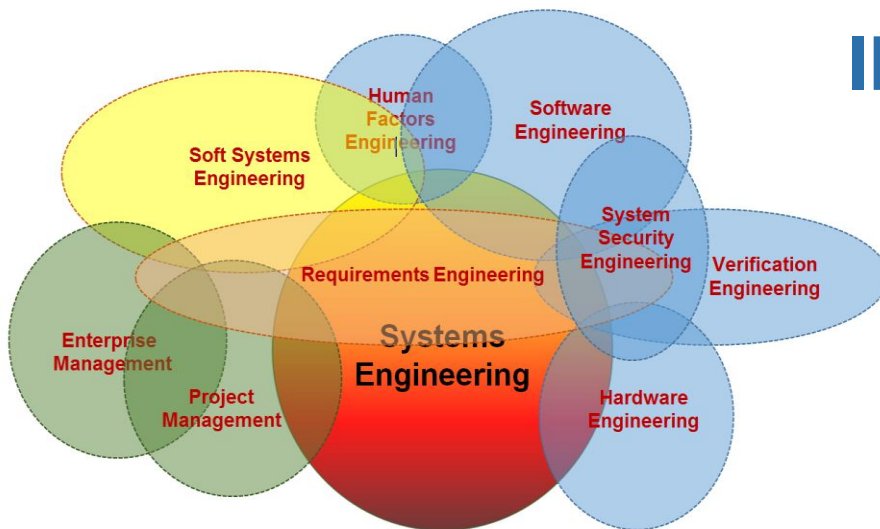 Human
Factors
Engineering
Software
Engineering
Soft Systems
Engineering
System
Security
Engineering
Verification
Engineering
Requirements Engineering
Systems
Engineering
Enterprise
Management
Project
Management
Hardware
Engineering